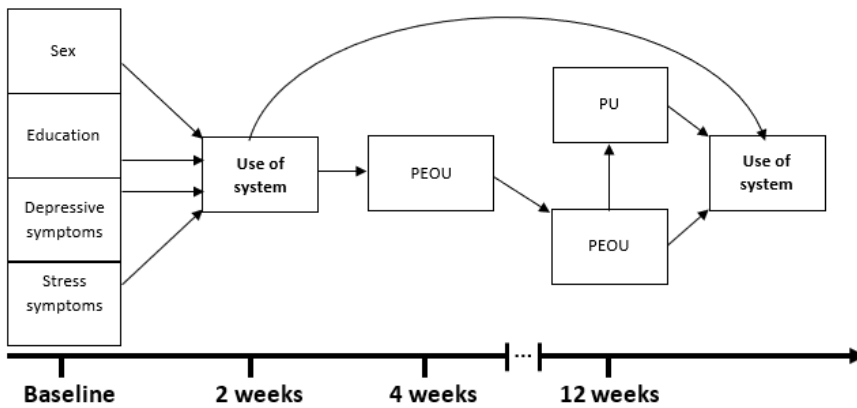 Sex
Education
Depressive
symptoms
Stress
symptoms
Use of
system
PEOU
PU
PEOU
Use of
system
...
Baseline
2 weeks
4 weeks
12 weeks